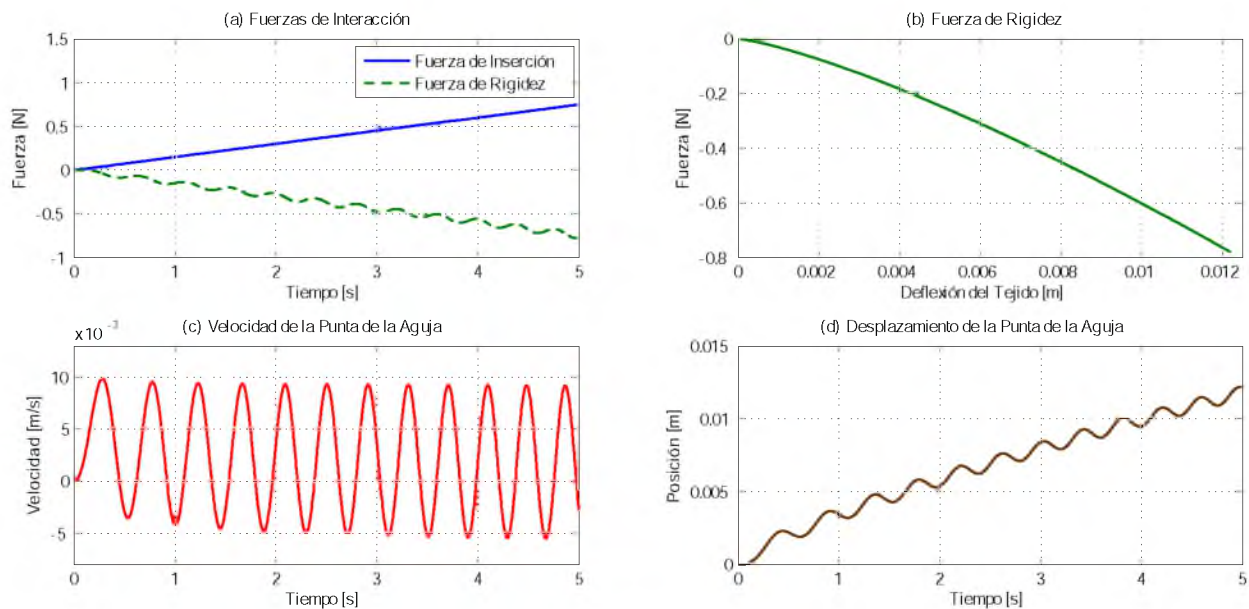 (a) Fuerzas de Interacción
Fuerza [N]
1.5
1
0.5
0
-0.5
-1
Fuerza de Inserción
Fuerza de Rigidez
0 1 2 3 4 5
Tiempo [s]
(b) Fuerza de Rigidez
Fuerza [N]
0
-0.2
-0.4
-0.6
-0.8
0 0.002 0.004 0.006 0.008 0.01 0.012
Deflexión del Tejido [m]
(c) Velocidad de la Punta de la Aguja
x10 -3
Velocidad [m/s]
10
5
0
-5
0 1 2 3 4 5
Tiempo [s]
(d) Desplazamiento de la Punta de la Aguja
Posición [m]
0.015
0.01
0.005
0
0 1 2 3 4 5
Tiempo [s]